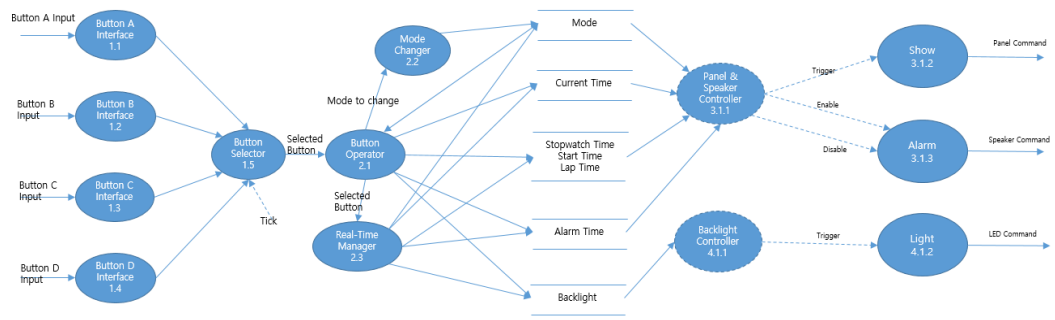 Button A Input
Button A
Interface
1.1
Button B
Input
Button B
Interface
1.2
Button C
Input
Button C
Interface
1.3
Button D
Input
Button D
Interface
1.4
Button
Selector
1.5
Tick
Selected
Button
Mode
Changer
2.2
Mode to change
Button
Operator
2.1
Selected
Button
Real-Time
Manager
2.3
Mode
Current Time
Stopwatch Time
Start Time
Lap Time
Alarm Time
Backlight
Panel &
Speaker
Controller
3.1.1
Backlight
Controller
4.1.1
Trigger
Enable
Disable
Trigger
Show
3.1.2
Alarm
3.1.3
Light
4.1.2
Panel Command
Speaker Command
LED Command